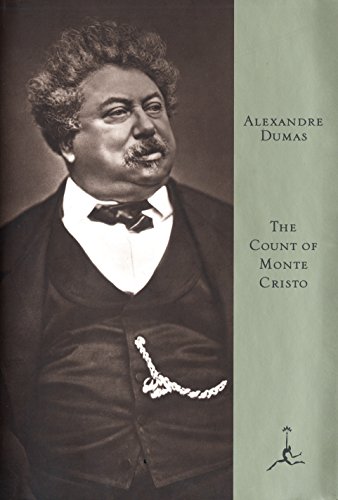 ALEXANDRE
DUMAS
THE
COUNT OF
MONTE
CRISTO